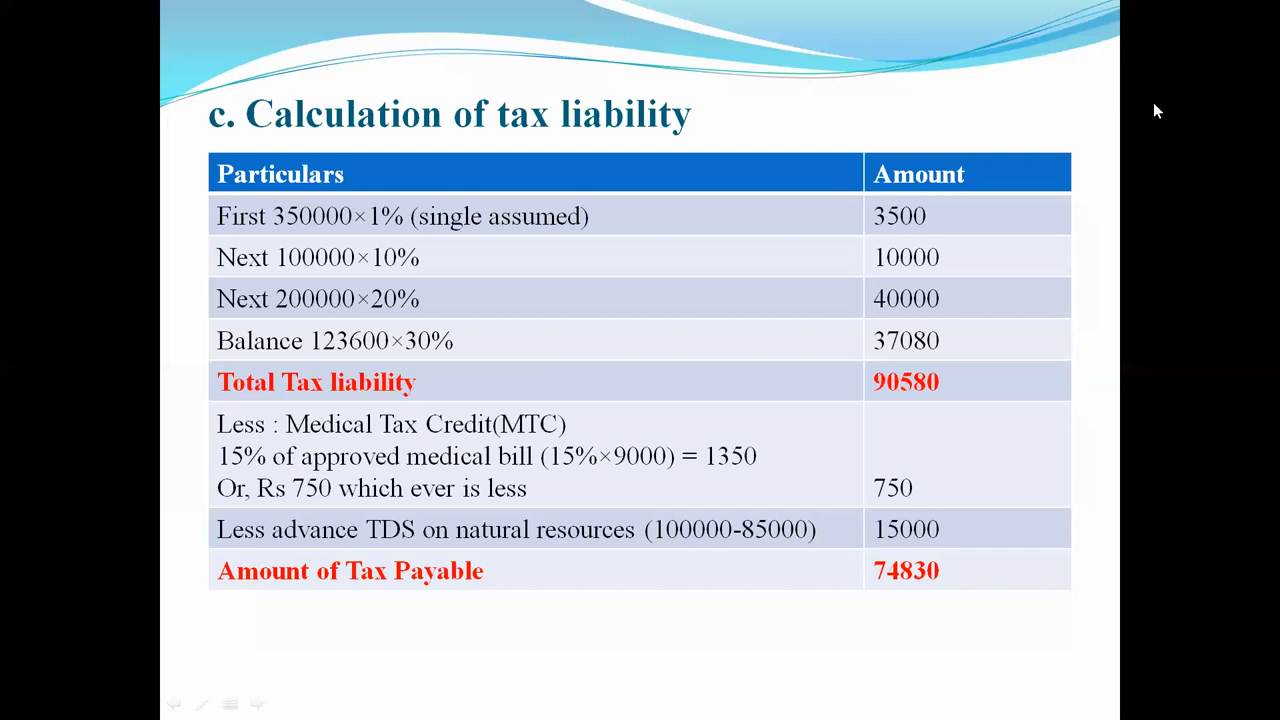 c. Calculation of tax liability
Particulars Amount
First 350000×1% (single assumed) 3500
Next 100000×10% 10000
Next 200000×20% 40000
Balance 123600×30% 37080
Total Tax liability 90580
Less : Medical Tax Credit(MTC)
15% of approved medical bill (15%×9000) = 1350
Or, Rs 750 which ever is less 750
Less advance TDS on natural resources (100000-85000) 15000
Amount of Tax Payable 74830